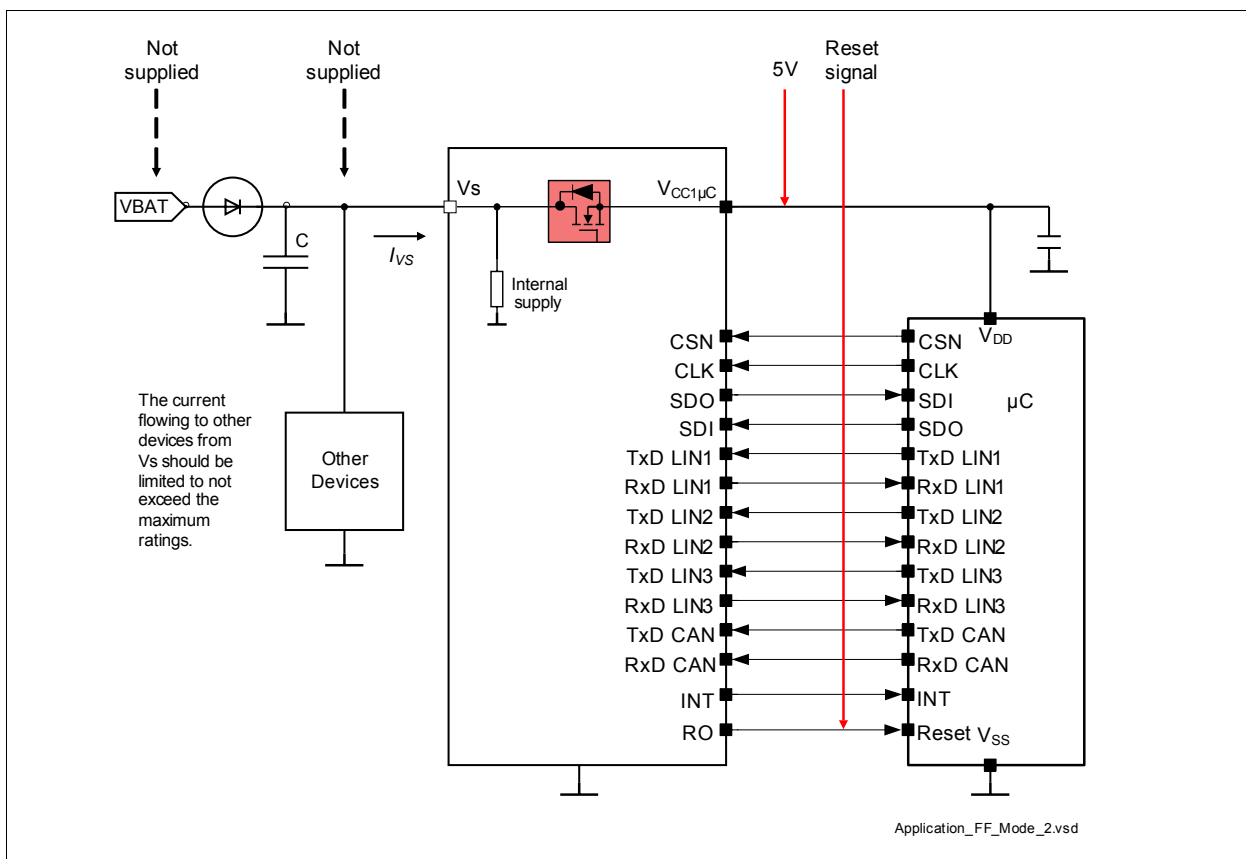 Not
supplied
Not
supplied
5V
Reset
signal
VBAT
C
IVS
Vs
VCC1µC
Internal
supply
The current
flowing to other
devices from
Vs should be
limited to not
exceed the
maximum
ratings.
Other
Devices
CSN
CLK
SDO
SDI
TxD LIN1
RxD LIN1
TxD LIN2
RxD LIN2
TxD LIN3
RxD LIN3
TxD CAN
RxD CAN
INT
RO
VDD
CSN
CLK
SDI
µC
SDO
TxD LIN1
RxD LIN1
TxD LIN2
RxD LIN2
TxD LIN3
RxD LIN3
TxD CAN
RxD CAN
INT
Reset VSS
Application_FF_Mode_2.vsd